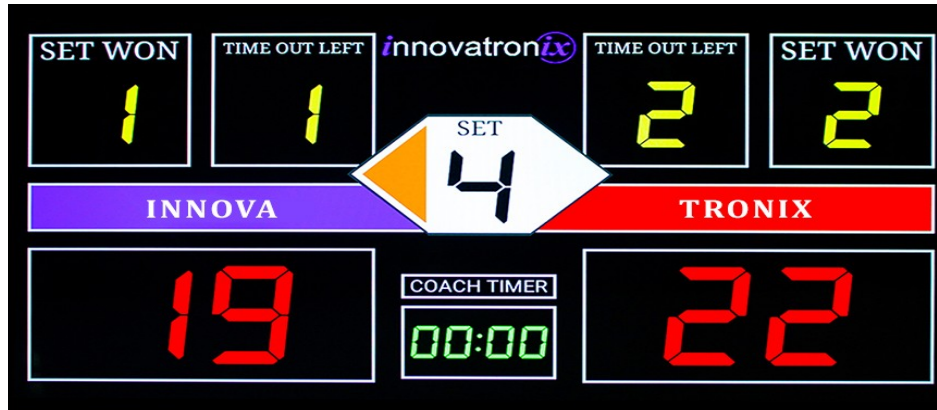 SET WON
1
TIME OUT LEFT
1
innovatronix
TIME OUT LEFT
2
SET WON
2
SET
4
INNOVA
TRONIX
19
COACH TIMER
00:00
22